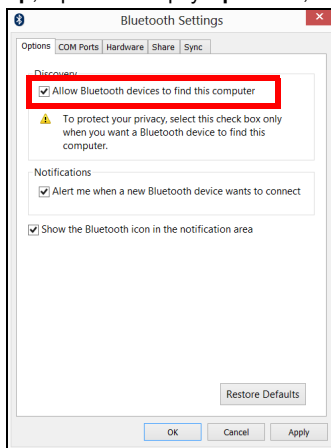 Bluetooth Settings
Options COM Ports Hardware Share Sync
Discovery
Allow Bluetooth devices to find this computer
To protect your privacy, select this check box only
when you want a Bluetooth device to find this
computer.
Notifications
Alert me when a new Bluetooth device wants to connect
Show the Bluetooth icon in the notification area
Restore Defaults
OK Cancel Apply